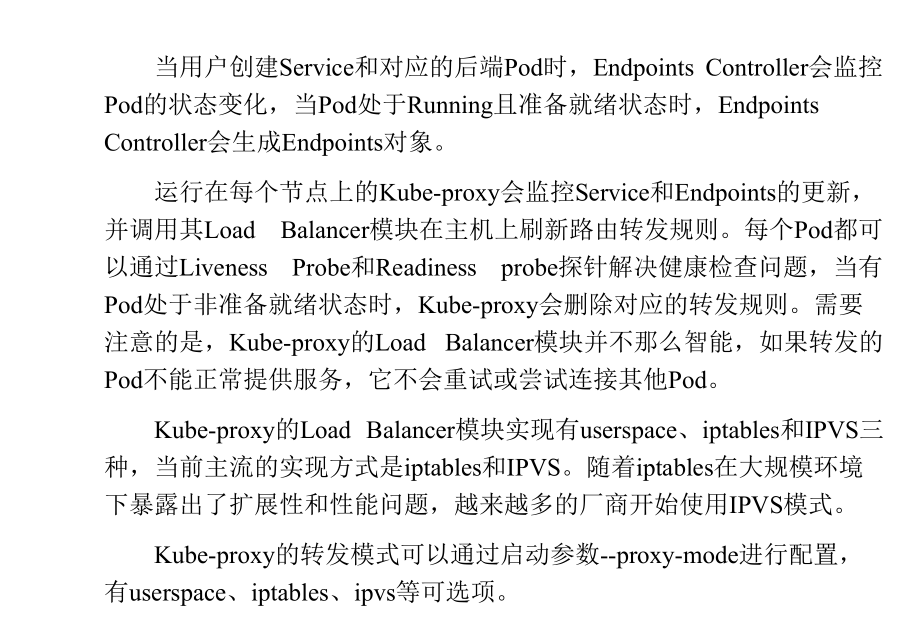 当用户创建Service和对应的后端Pod时，Endpoints Controller会监控
Pod的状态变化，当Pod处于Running且准备就绪状态时，Endpoints
Controller会生成Endpoints对象。
运行在每个节点上的Kube-proxy会监控Service和Endpoints的更新，
并调用其Load Balancer模块在主机上刷新路由转发规则。每个Pod都可
以通过Liveness Probe和Readiness probe探针解决健康检查问题，当有
Pod处于非准备就绪状态时，Kube-proxy会删除对应的转发规则。需要
注意的是，Kube-proxy的Load Balancer模块并不那么智能，如果转发的
Pod不能正常提供服务，它不会重试或尝试连接其他Pod。
Kube-proxy的Load Balancer模块实现有userspace、iptables和IPVS三
种，当前主流的实现方式是iptables和IPVS。随着iptables在大规模环境
下暴露出了扩展性和性能问题，越来越多的厂商开始使用IPVS模式。
Kube-proxy的转发模式可以通过启动参数--proxy-mode进行配置，
有userspace、iptables、ipvs等可选项。